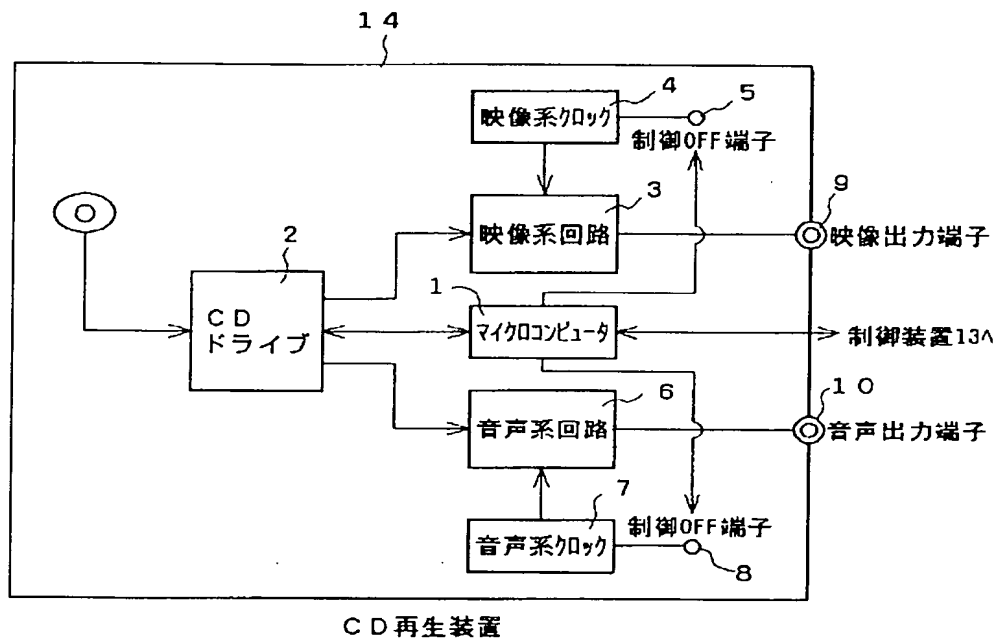 14
4
5
映像系クロック
制御OFF端子
3
9
映像系回路
映像出力端子
2
CD
ドライブ
1
マイクロコンピュータ
制御装置13へ
6
10
音声系回路
音声出力端子
7
制御OFF端子
音声系クロック
8
CD再生装置